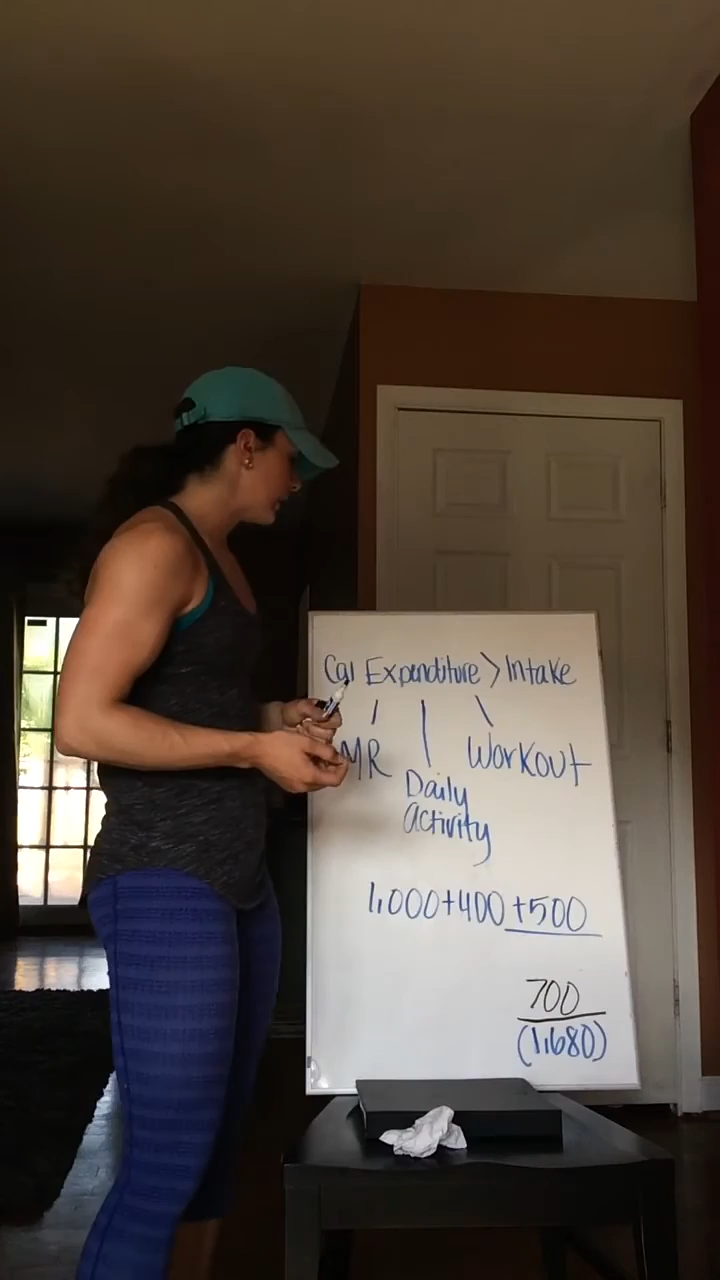 Cal Expenditure > Intake
MR
Workout
Daily
activity
1,000+400+500
700
(1,680)